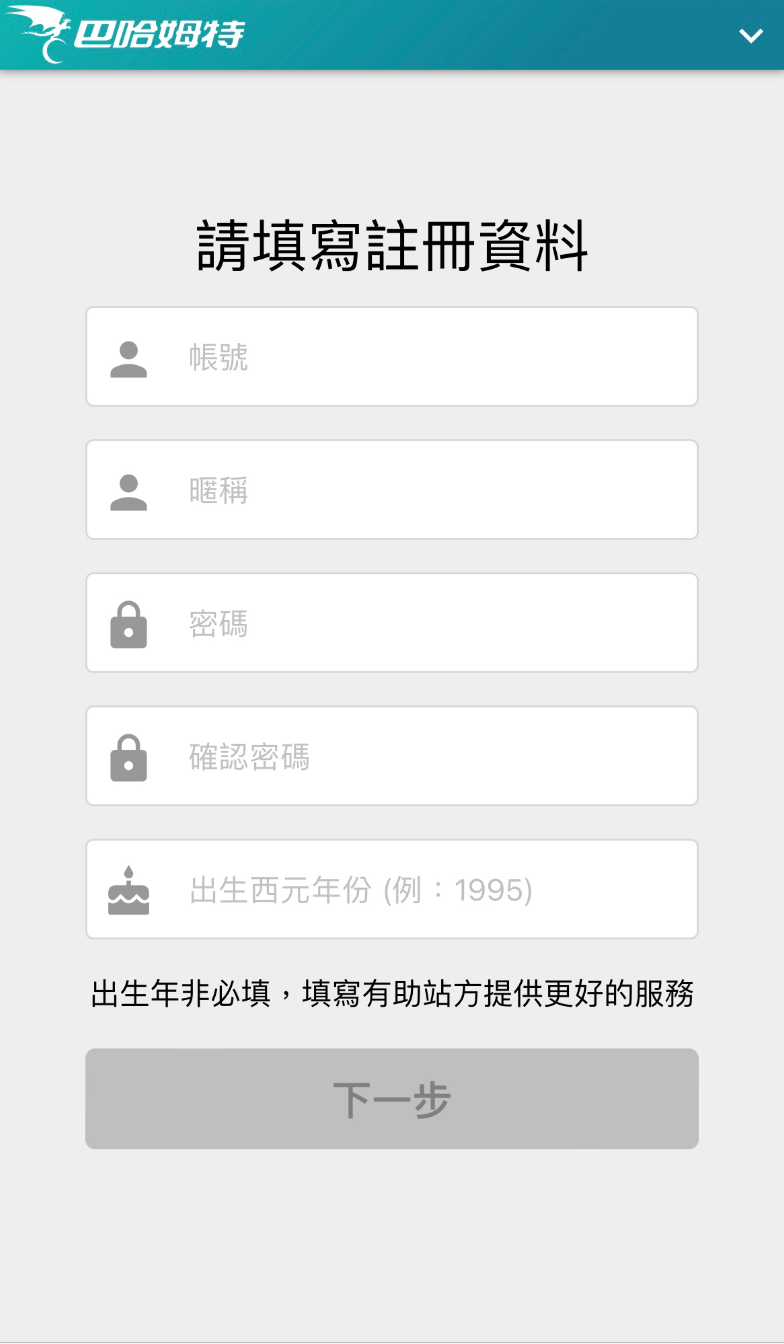 巴哈姆特
請填寫註冊資料
帳號
暱稱
密碼
確認密碼
出生西元年份 (例：1995)
出生年非必填，填寫有助站方提供更好的服務
下一步